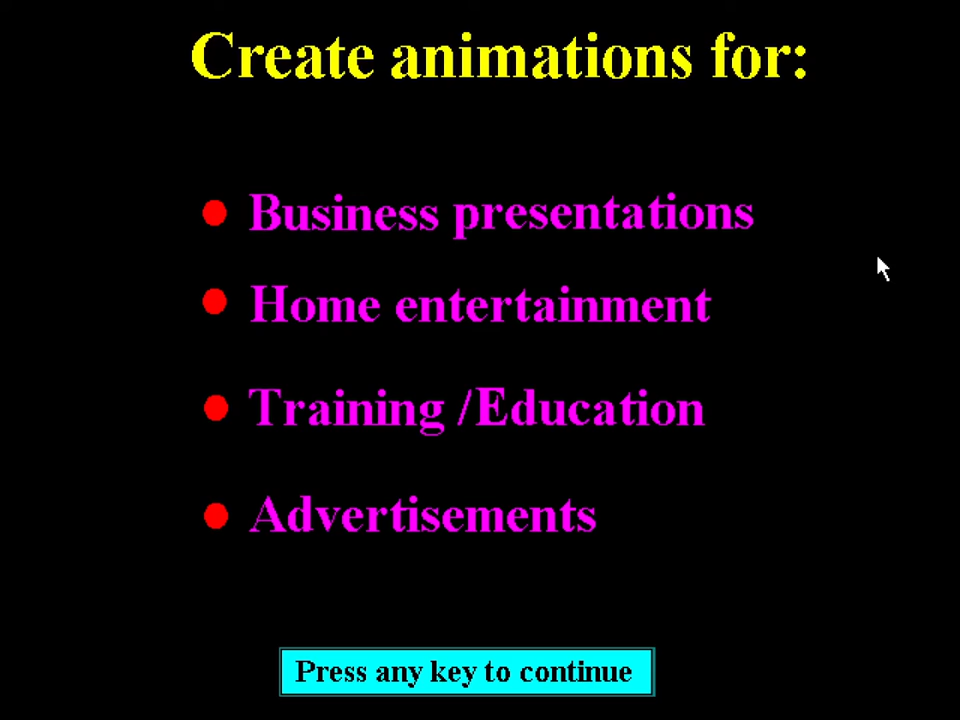 Create animations for:
Business presentations
Home entertainment
Training /Education
Advertisements
Press any key to continue